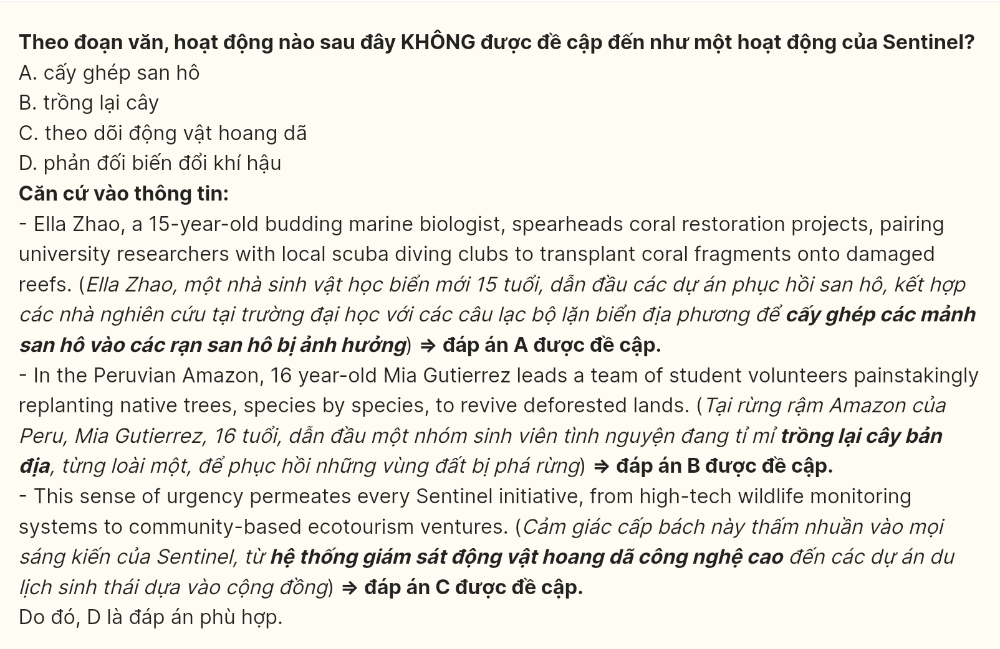 Theo đoạn văn, hoạt động nào sau đây KHÔNG được đề cập đến như một hoạt động của Sentinel?
A. cấy ghép san hô
B. trồng lại cây
C. theo dõi động vật hoang dã
D. phản đối biến đổi khí hậu
Căn cứ vào thông tin:
- Ella Zhao, a 15-year-old budding marine biologist, spearheads coral restoration projects, pairing
university researchers with local scuba diving clubs to transplant coral fragments onto damaged
reefs. (Ella Zhao, một nhà sinh vật học biển mới 15 tuổi, dẫn đầu các dự án phục hồi san hô, kết hợp
các nhà nghiên cứu tại trường đại học với các câu lạc bộ lặn biển địa phương để cấy ghép các mảnh
san hô vào các rạn san hô bị ảnh hưởng) ⇒ đáp án A được đề cập.
- In the Peruvian Amazon, 16 year-old Mia Gutierrez leads a team of student volunteers painstakingly
replanting native trees, species by species, to revive deforested lands. (Tại rừng rậm Amazon của
Peru, Mia Gutierrez, 16 tuổi, dẫn đầu một nhóm sinh viên tình nguyện đang tỉ mỉ trồng lại cây bản
địa, từng loài một, để phục hồi những vùng đất bị phá rừng) ⇒ đáp án B được đề cập.
- This sense of urgency permeates every Sentinel initiative, from high-tech wildlife monitoring
systems to community-based ecotourism ventures. (Cảm giác cấp bách này thấm nhuần vào mọi
sáng kiến của Sentinel, từ hệ thống giám sát động vật hoang dã công nghệ cao đến các dự án du
lịch sinh thái dựa vào cộng đồng) ⇒ đáp án C được đề cập.
Do đó, D là đáp án phù hợp.